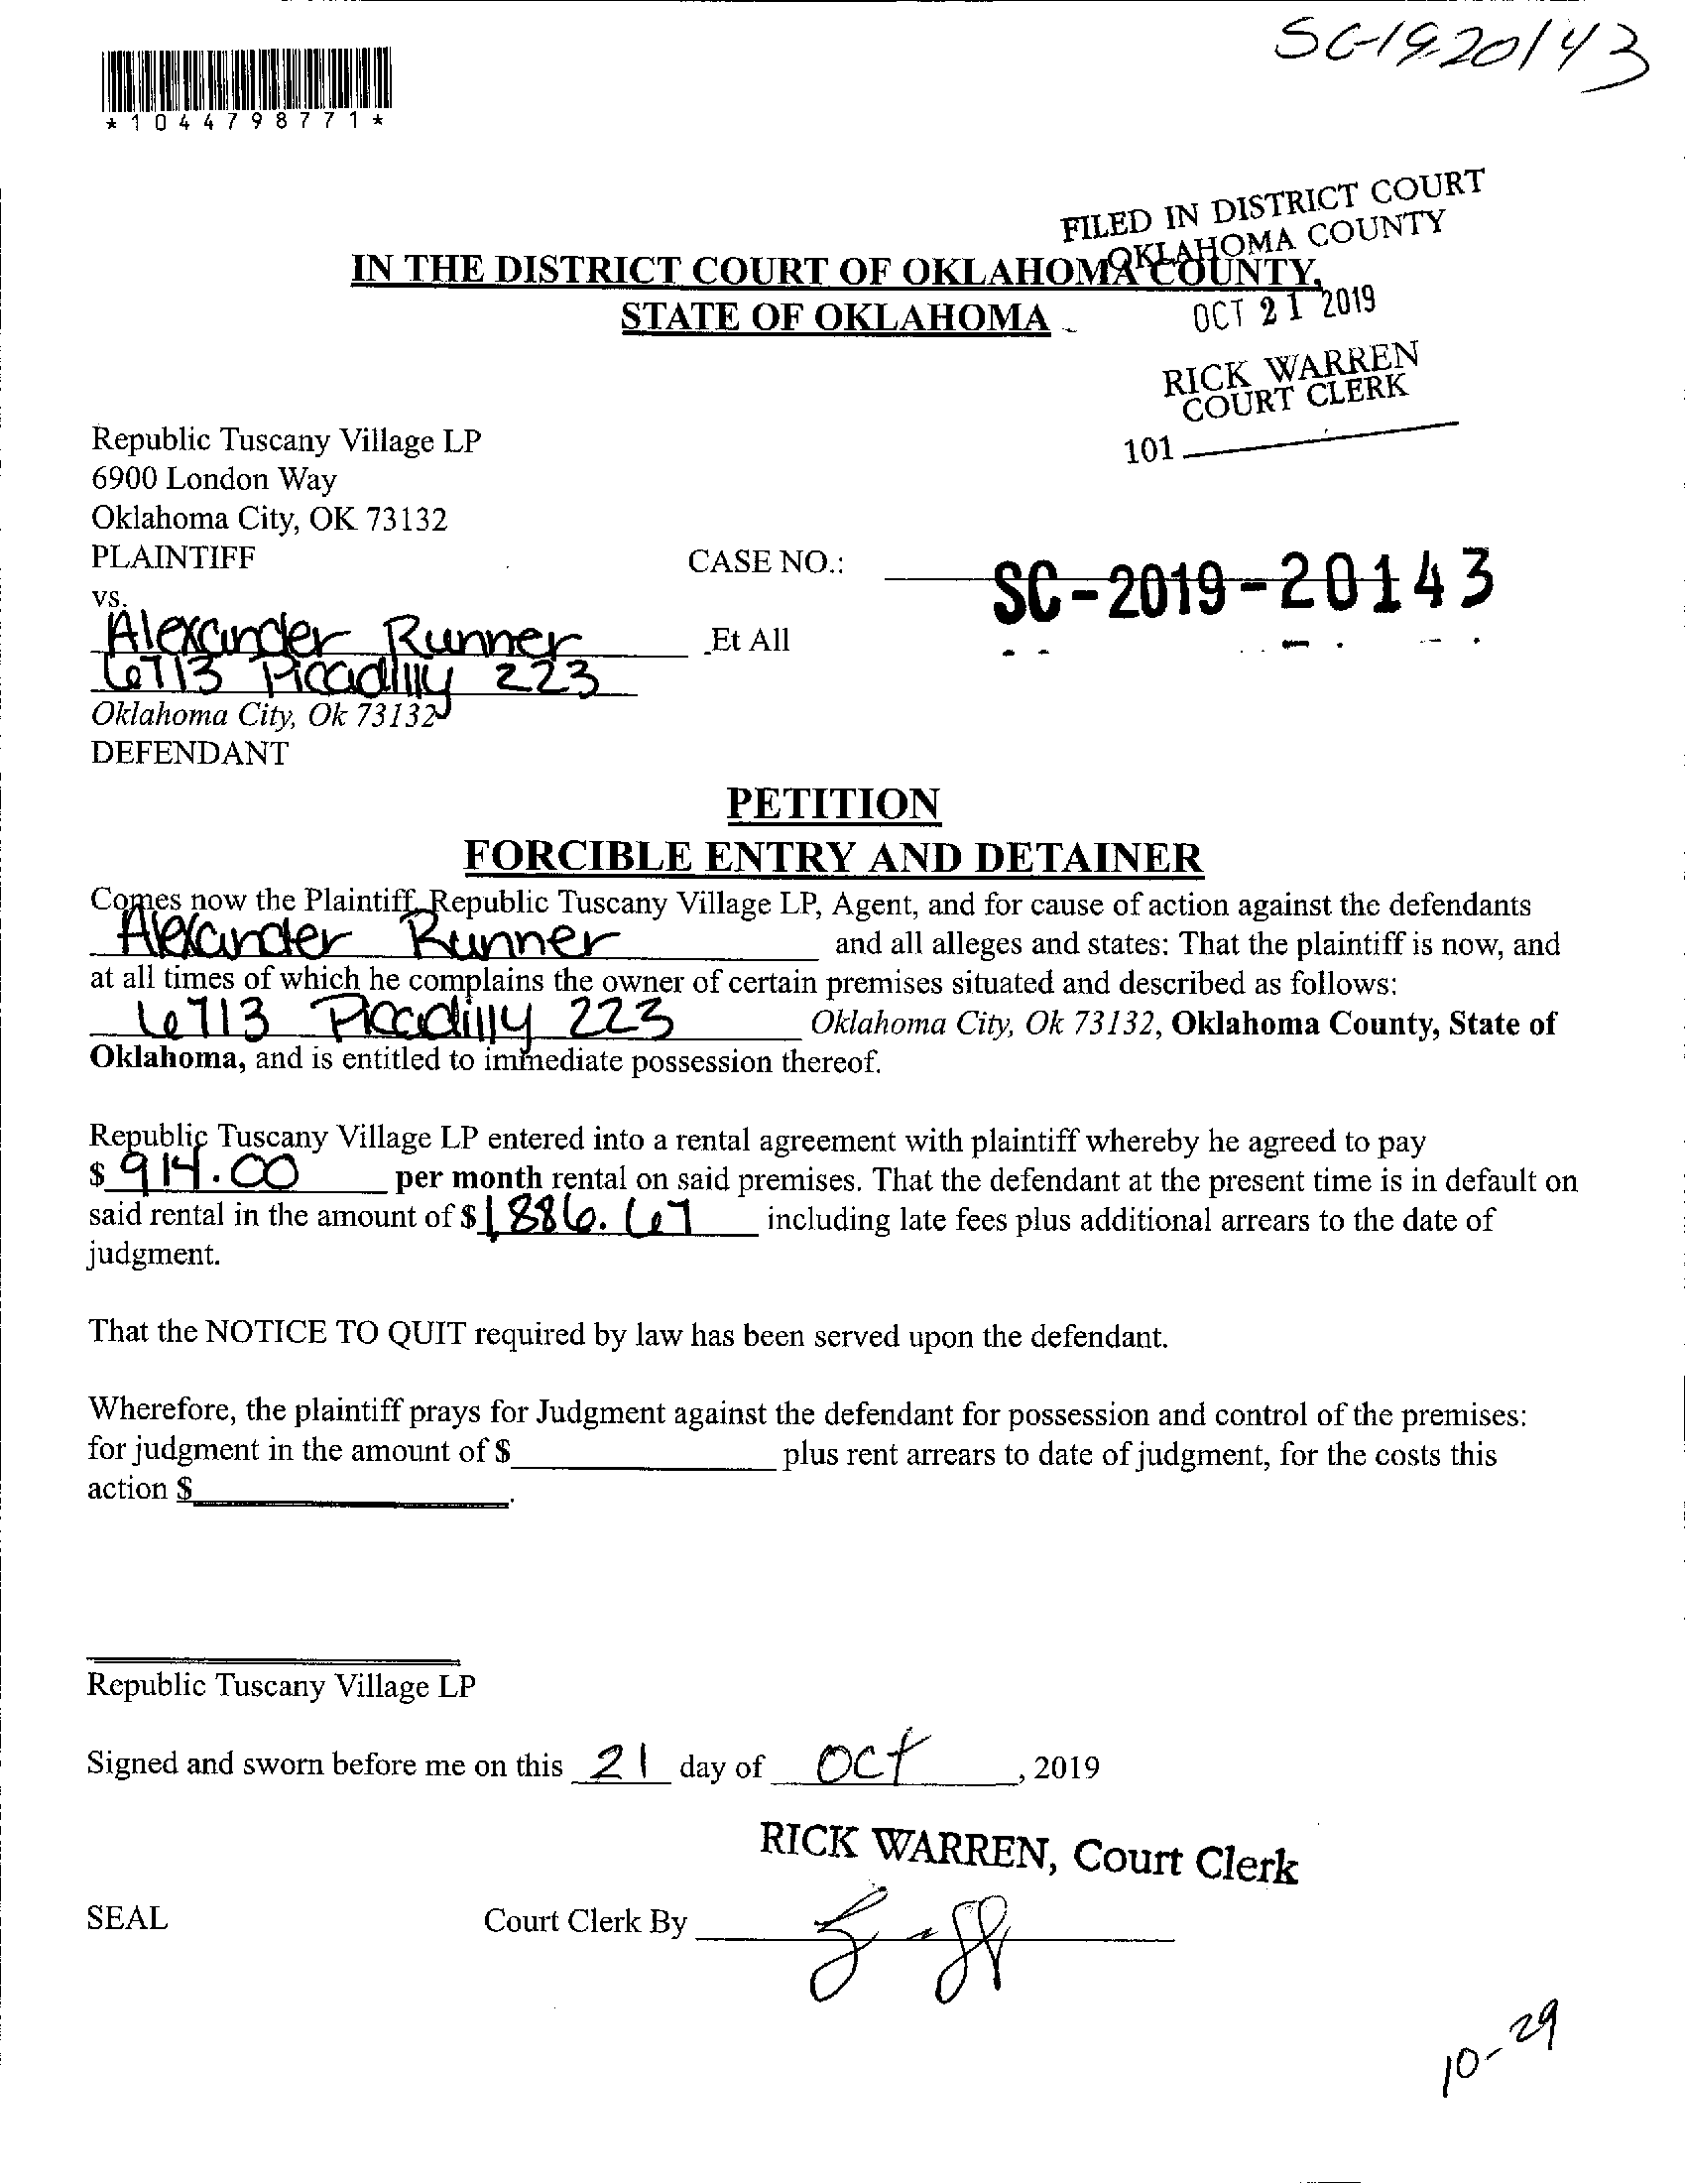 SC-19-20143
*1044798771*
FILED IN DISTRICT COURT
OKLAHOMA COUNTY
IN THE DISTRICT COURT OF OKLAHOMA COUNTY,
STATE OF OKLAHOMA
OCT 21 2019
RICK WARREN
COURT CLERK
101
Republic Tuscany Village LP
6900 London Way
Oklahoma City, OK 73132
PLAINTIFF
CASE NO.: SC-2019-20143
vs.
Alexander Runner Et All
6713 Picadilly 223
Oklahoma City, Ok 73132
DEFENDANT
PETITION
FORCIBLE ENTRY AND DETAINER
Comes now the Plaintiff, Republic Tuscany Village LP, Agent, and for cause of action against the defendants
Alexander Runner and all alleges and states: That the plaintiff is now, and
at all times of which he complains the owner of certain premises situated and described as follows:
6713 Picadilly 223 Oklahoma City, Ok 73132, Oklahoma County, State of
Oklahoma, and is entitled to immediate possession thereof.
Republic Tuscany Village LP entered into a rental agreement with plaintiff whereby he agreed to pay
$ 914.00 per month rental on said premises. That the defendant at the present time is in default on
said rental in the amount of $ 1,886.67 including late fees plus additional arrears to the date of
judgment.
That the NOTICE TO QUIT required by law has been served upon the defendant.
Wherefore, the plaintiff prays for Judgment against the defendant for possession and control of the premises:
for judgment in the amount of $ plus rent arrears to date of judgment, for the costs this
action $ .
Republic Tuscany Village LP
Signed and sworn before me on this 21 day of Oct, 2019
RICK WARREN, Court Clerk
SEAL Court Clerk By
10-29